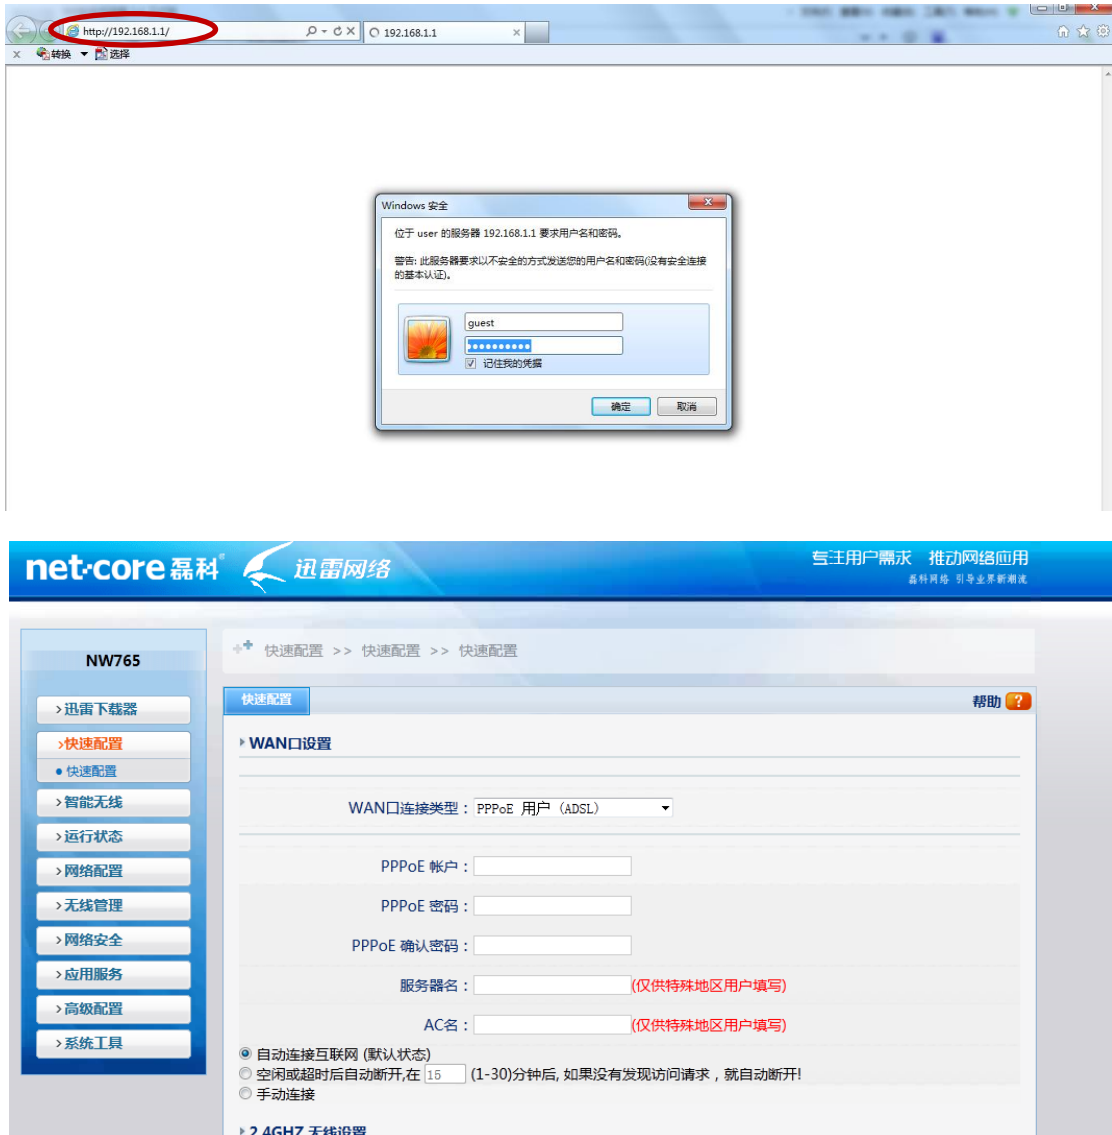 http://192.168.1.1/
192.168.1.1
x 转换 选择
Windows 安全
位于 user 的服务器 192.168.1.1 要求用户名和密码。
警告: 此服务器要求以不安全的方式发送您的用户名和密码(没有安全连接
的基本认证)。
guest
●●●●●●●●●●
记住我的凭据
确定 取消
net·core 磊科 迅雷网络
专注用户需求 推动网络应用
磊科网络 引导业界新潮流
NW765
快速配置 >> 快速配置 >> 快速配置
>迅雷下载器
>快速配置
● 快速配置
>智能无线
>运行状态
>网络配置
>无线管理
>网络安全
>应用服务
>高级配置
>系统工具
快速配置
帮助 ?
WAN口设置
WAN口连接类型 : PPPoE 用户 (ADSL)
PPPoE 帐户 :
PPPoE 密码 :
PPPoE 确认密码 :
服务器名 : (仅供特殊地区用户填写)
AC名 : (仅供特殊地区用户填写)
自动连接互联网 (默认状态)
空闲或超时后自动断开,在 15 (1-30)分钟后, 如果没有发现访问请求，就自动断开!
手动连接
2.4GHZ 无线设置